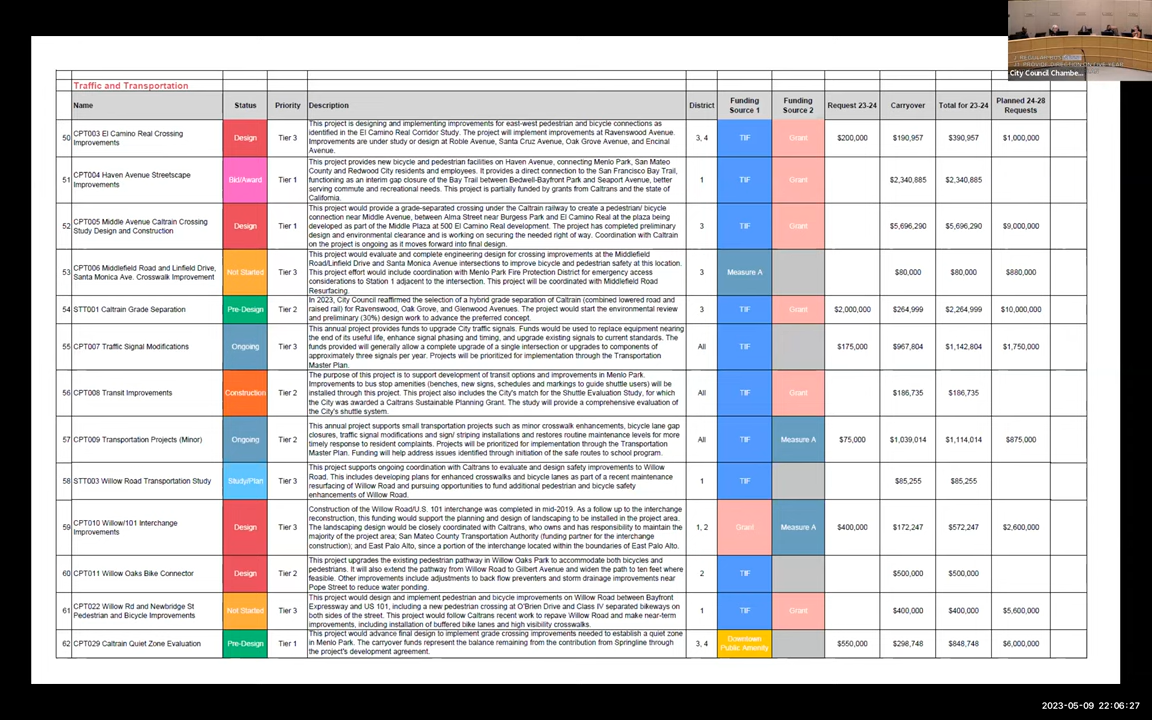 City Council Chambe...
Traffic and Transportation
Name Status Priority Description District Funding Source 1 Funding Source 2 Request 23-24 Carryover Total for 23-24 Planned 24-28 Requests
50 CPT003 El Camino Real Crossing Improvements Design Tier 3
This project is designing and implementing improvements for east-west pedestrian and bicycle connections as
identified in the El Camino Real Corridor Study. The project will implement improvements at Ravenswood Avenue.
Improvements are under study or design at Roble Avenue, Santa Cruz Avenue, Oak Grove Avenue, and Encinal
Avenue.
3, 4 TIF Grant $200,000 $190,957 $390,957 $1,000,000
51 CPT004 Haven Avenue Streetscape Improvements Bid/Award Tier 1
This project provides new bicycle and pedestrian facilities on Haven Avenue, connecting Menlo Park, San Mateo
County and Redwood City residents and employees. It provides a direct connection to the San Francisco Bay Trail,
functioning as an interim gap closure of the Bay Trail between Bedwell-Bayfront Park and Seaport Avenue, better
serving commute and recreational needs. This project is partially funded by grants from Caltrans and the state of
California.
1 TIF Grant $2,340,885 $2,340,885
52 CPT005 Middle Avenue Caltrain Crossing Study Design and Construction Design Tier 1
This project would provide a grade-separated crossing under the Caltrain railway to create a pedestrian/ bicycle
connection near Middle Avenue, between Alma Street near Burgess Park and El Camino Real at the plaza being
developed as part of the Middle Plaza at 500 El Camino Real development. The project has completed preliminary
design and environmental clearance and is working on securing the needed right of way. Coordination with Caltrain
on the project is ongoing as it moves forward into final design.
3 TIF Grant $5,696,290 $5,696,290 $9,000,000
53 CPT006 Middlefield Road and Linfield Drive, Santa Monica Ave. Crosswalk Improvement Not Started Tier 3
This project would evaluate and complete engineering design for crossing improvements at the Middlefield
Road/Linfield Drive and Santa Monica Avenue intersections to improve bicycle and pedestrian safety at this location.
This project effort would include coordination with Menlo Park Fire Protection District for emergency access
considerations to Station 1 adjacent to the intersection. This project will be coordinated with Middlefield Road
Resurfacing.
3 Measure A $80,000 $80,000 $880,000
54 STT001 Caltrain Grade Separation Pre-Design Tier 2
In 2023, City Council reaffirmed the selection of a hybrid grade separation of Caltrain (combined lowered road and
raised rail) for Ravenswood, Oak Grove, and Glenwood Avenues. The project would start the environmental review
and preliminary (30%) design work to advance the preferred concept.
3 TIF Grant $2,000,000 $264,999 $2,264,999 $10,000,000
55 CPT007 Traffic Signal Modifications Ongoing Tier 3
This annual project provides funds to upgrade City traffic signals. Funds would be used to replace equipment nearing
the end of its useful life, enhance signal phasing and timing, and upgrade existing signals to current standards. The
funds provided will generally allow a complete upgrade of a single intersection or upgrades to components of
approximately three signals per year. Projects will be prioritized for implementation through the Transportation
Master Plan.
All TIF $175,000 $967,804 $1,142,804 $1,750,000
56 CPT008 Transit Improvements Construction Tier 2
The purpose of this project is to support development of transit options and improvements in Menlo Park.
Improvements to bus stop amenities (benches, new signs, schedules and markings to guide shuttle users) will be
installed through this project. This project also includes the City's match for the Shuttle Evaluation Study, for which
the City was awarded a Caltrans Sustainable Planning Grant. The study will provide a comprehensive evaluation of
the City's shuttle system.
All TIF Grant $186,735 $186,735
57 CPT009 Transportation Projects (Minor) Ongoing Tier 2
This annual project supports small transportation projects such as minor crosswalk enhancements, bicycle lane gap
closures, traffic signal modifications and sign/ striping installations and restores routine maintenance levels for more
timely response to resident complaints. Projects will be prioritized for implementation through the Transportation
Master Plan. Funding will help address issues identified through initiation of the safe routes to school program.
All TIF Measure A $75,000 $1,039,014 $1,114,014 $875,000
58 STT003 Willow Road Transportation Study Study/Plan Tier 3
This project supports ongoing coordination with Caltrans to evaluate and design safety improvements to Willow
Road. This includes developing plans for enhanced crosswalks and bicycle lanes as part of a recent maintenance
resurfacing of Willow Road and pursuing opportunities to fund additional pedestrian and bicycle safety
enhancements of Willow Road.
1 TIF $85,255 $85,255
59 CPT010 Willow/101 Interchange Improvements Design Tier 3
Construction of the Willow Road/U.S. 101 interchange was completed in mid-2019. As a follow up to the interchange
reconstruction, this funding would support the planning and design of landscaping to be installed in the project area.
The landscaping design would be closely coordinated with Caltrans, who owns and has responsibility to maintain the
majority of the project area; San Mateo County Transportation Authority (funding partner for the interchange
construction); and East Palo Alto, since a portion of the interchange located within the boundaries of East Palo Alto.
1, 2 Grant Measure A $400,000 $172,247 $572,247 $2,600,000
60 CPT011 Willow Oaks Bike Connector Design Tier 2
This project upgrades the existing pedestrian pathway in Willow Oaks Park to accommodate both bicycles and
pedestrians. It will also extend the pathway from Willow Road to Gilbert Avenue and widen the path to ten feet where
feasible. Other improvements include adjustments to back flow preventers and storm drainage improvements near
Pope Street to reduce water ponding.
2 TIF $500,000 $500,000
61 CPT022 Willow Rd and Newbridge St Pedestrian and Bicycle Improvements Not Started Tier 3
This project would design and implement pedestrian and bicycle improvements on Willow Road between Bayfront
Expressway and US 101, including a new pedestrian crossing at O'Brien Drive and Class IV separated bikeways on
both sides of the street. This project would follow Caltrans recent work to repave Willow Road and make near-term
improvements, including installation of buffered bike lanes and high visibility crosswalks.
1 TIF Grant $400,000 $400,000 $5,600,000
62 CPT029 Caltrain Quiet Zone Evaluation Pre-Design Tier 1
This project would advance final design to implement grade crossing improvements needed to establish a quiet zone
in Menlo Park. The carryover funds represent the balance remaining from the contribution from Springline through
the project's development agreement.
3, 4 Downtown Public Amenity $550,000 $298,748 $848,748 $6,000,000
2023-05-09 22:06:27